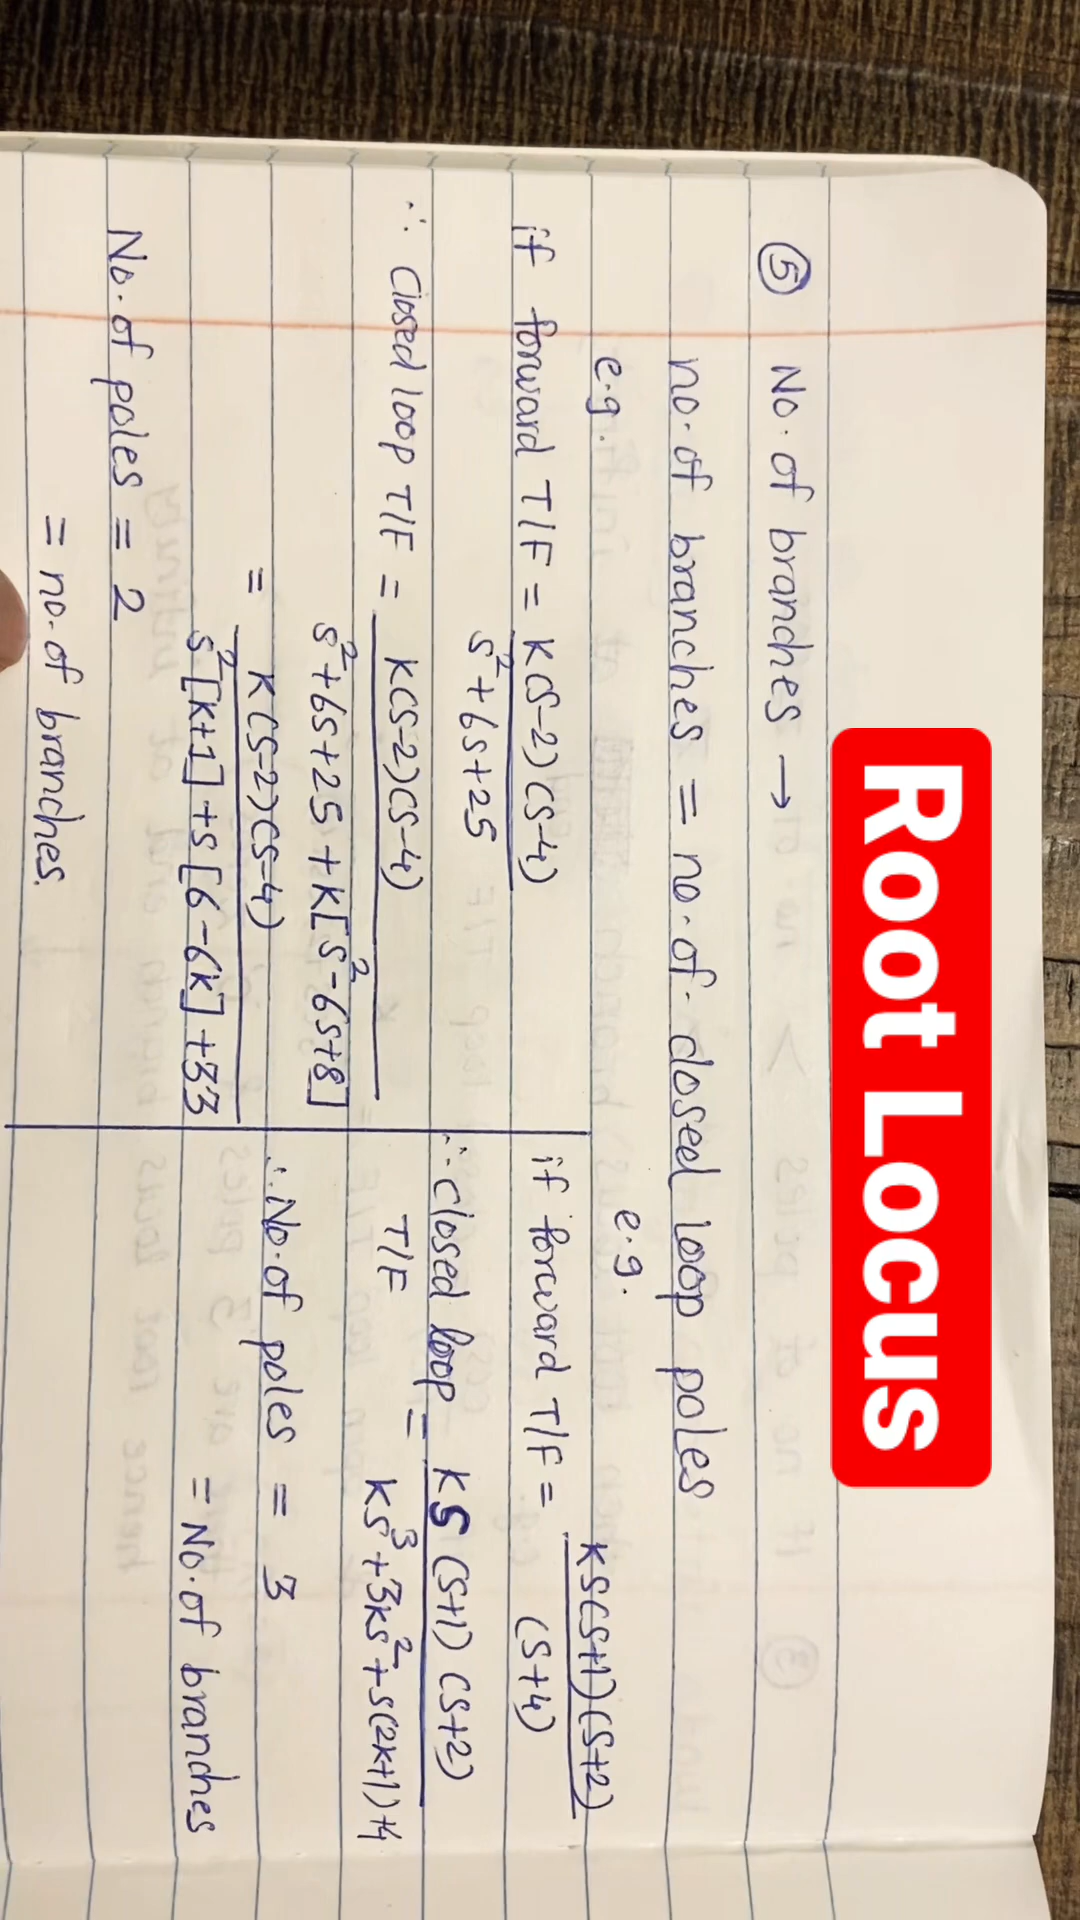 Root Locus
⑤ No. of branches →
no. of branches = no. of closed loop poles
e.g.
if forward T/F = K(s-2)(s-4)
s²+6s+25
∴ Closed loop T/F = K(s-2)(s-4)
s²+6s+25+K[s²-6s+8]
= K(s-2)(s-4)
s²[K+1]+s[6-6K]+33
No. of poles = 2
= no. of branches.
e.g.
if forward T/F = KS(S+1)(S+2)
(S+4)
∴ closed loop T/F = KS(S+1)(S+2)
KS³+3KS²+S(2K+1)+4
∴ No. of poles = 3
= No. of branches